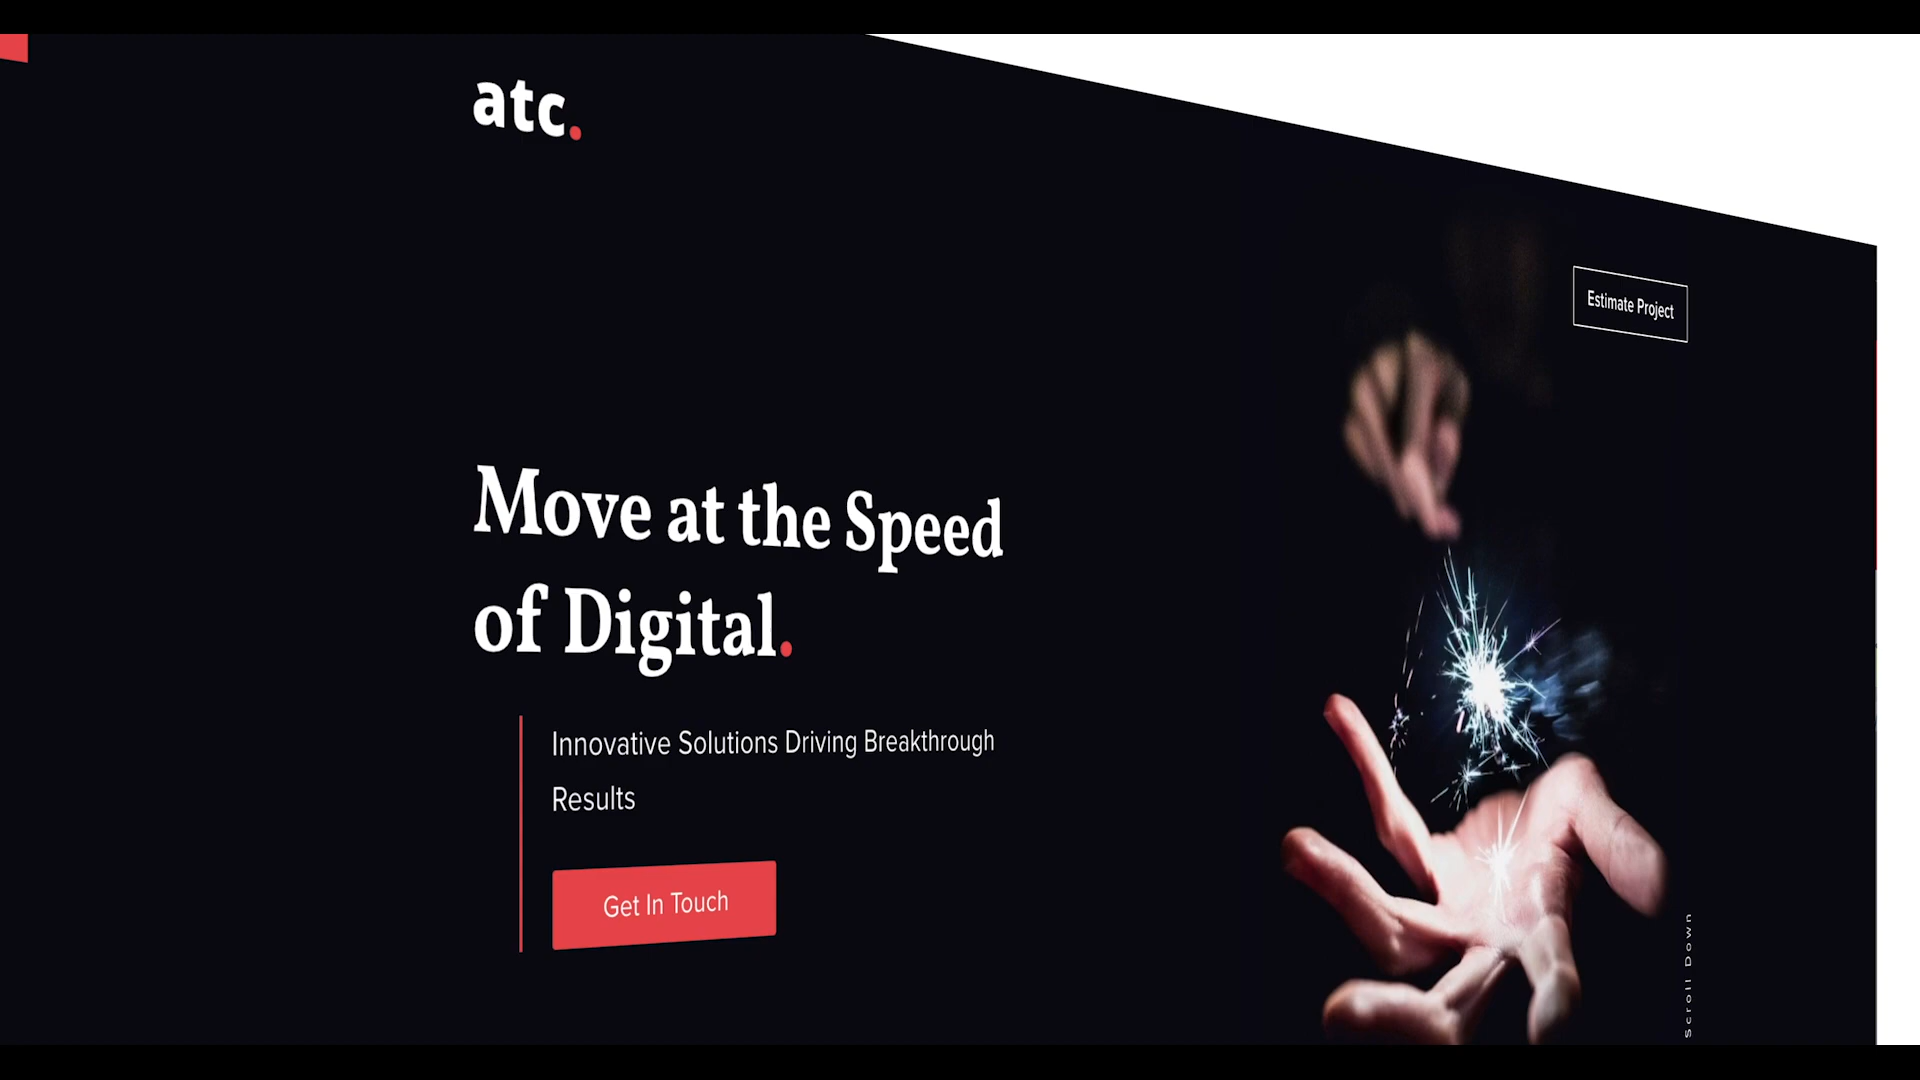 atc.
Estimate Project
Move at the Speed
of Digital.
Innovative Solutions Driving Breakthrough
Results
Get In Touch
Scroll Down